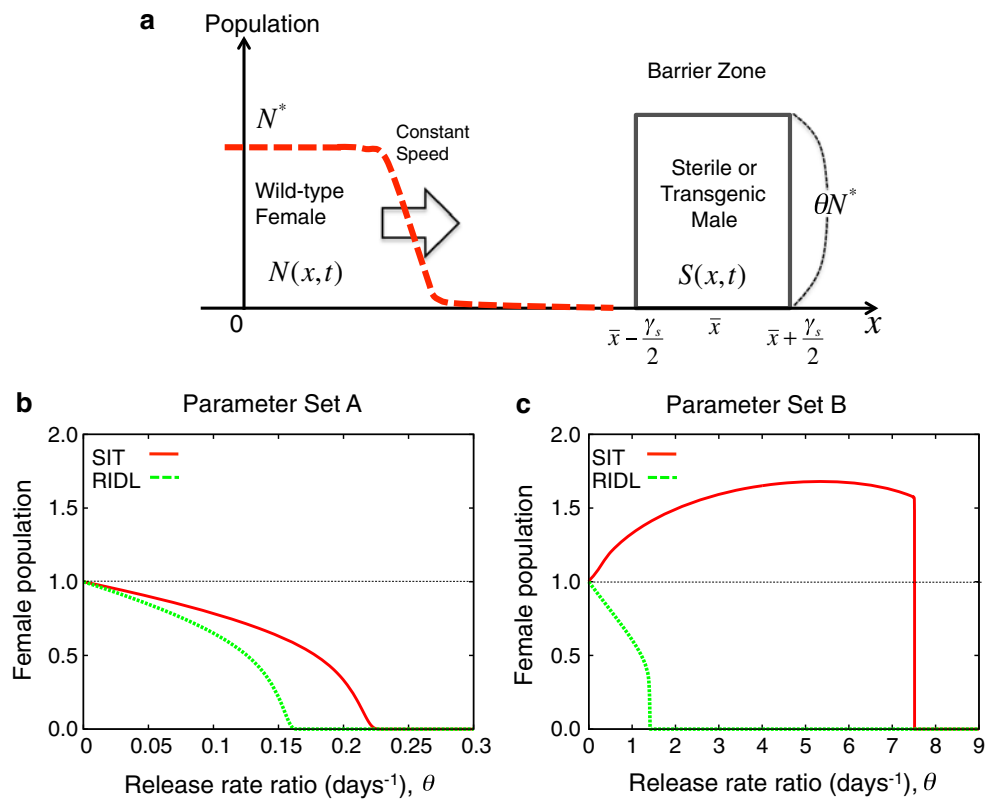 a
Population
Barrier Zone
N*
Constant
Speed
Wild-type
Female
Sterile or
Transgenic
Male
θN*
N(x,t)
S(x,t)
0
x̄ - γₛ/2
x̄
x̄ + γₛ/2
x
b
Parameter Set A
SIT
RIDL
2.0
1.5
1.0
0.5
0.0
Female population
0 0.05 0.1 0.15 0.2 0.25 0.3
Release rate ratio (days⁻¹), θ
c
Parameter Set B
SIT
RIDL
2.0
1.5
1.0
0.5
0.0
Female population
0 1 2 3 4 5 6 7 8 9
Release rate ratio (days⁻¹), θ